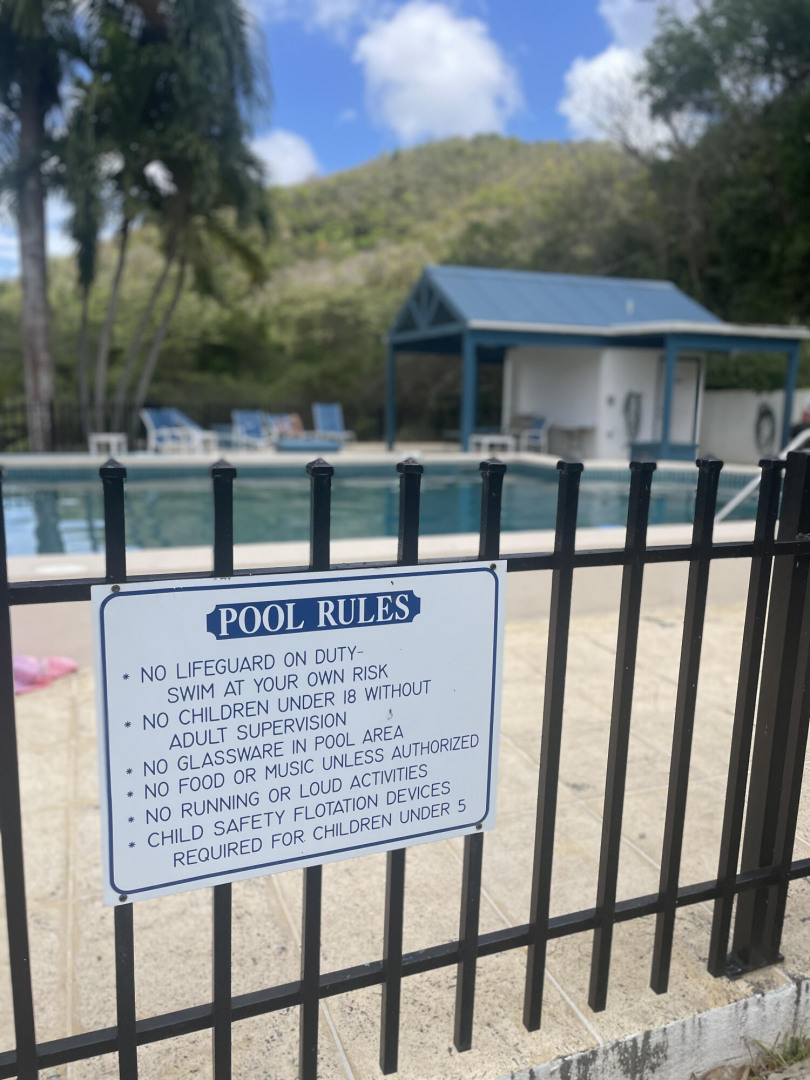 POOL RULES
* NO LIFEGUARD ON DUTY-
SWIM AT YOUR OWN RISK
* NO CHILDREN UNDER 18 WITHOUT
ADULT SUPERVISION
* NO GLASSWARE IN POOL AREA
* NO FOOD OR MUSIC UNLESS AUTHORIZED
* NO RUNNING OR LOUD ACTIVITIES
* CHILD SAFETY FLOTATION DEVICES
REQUIRED FOR CHILDREN UNDER 5